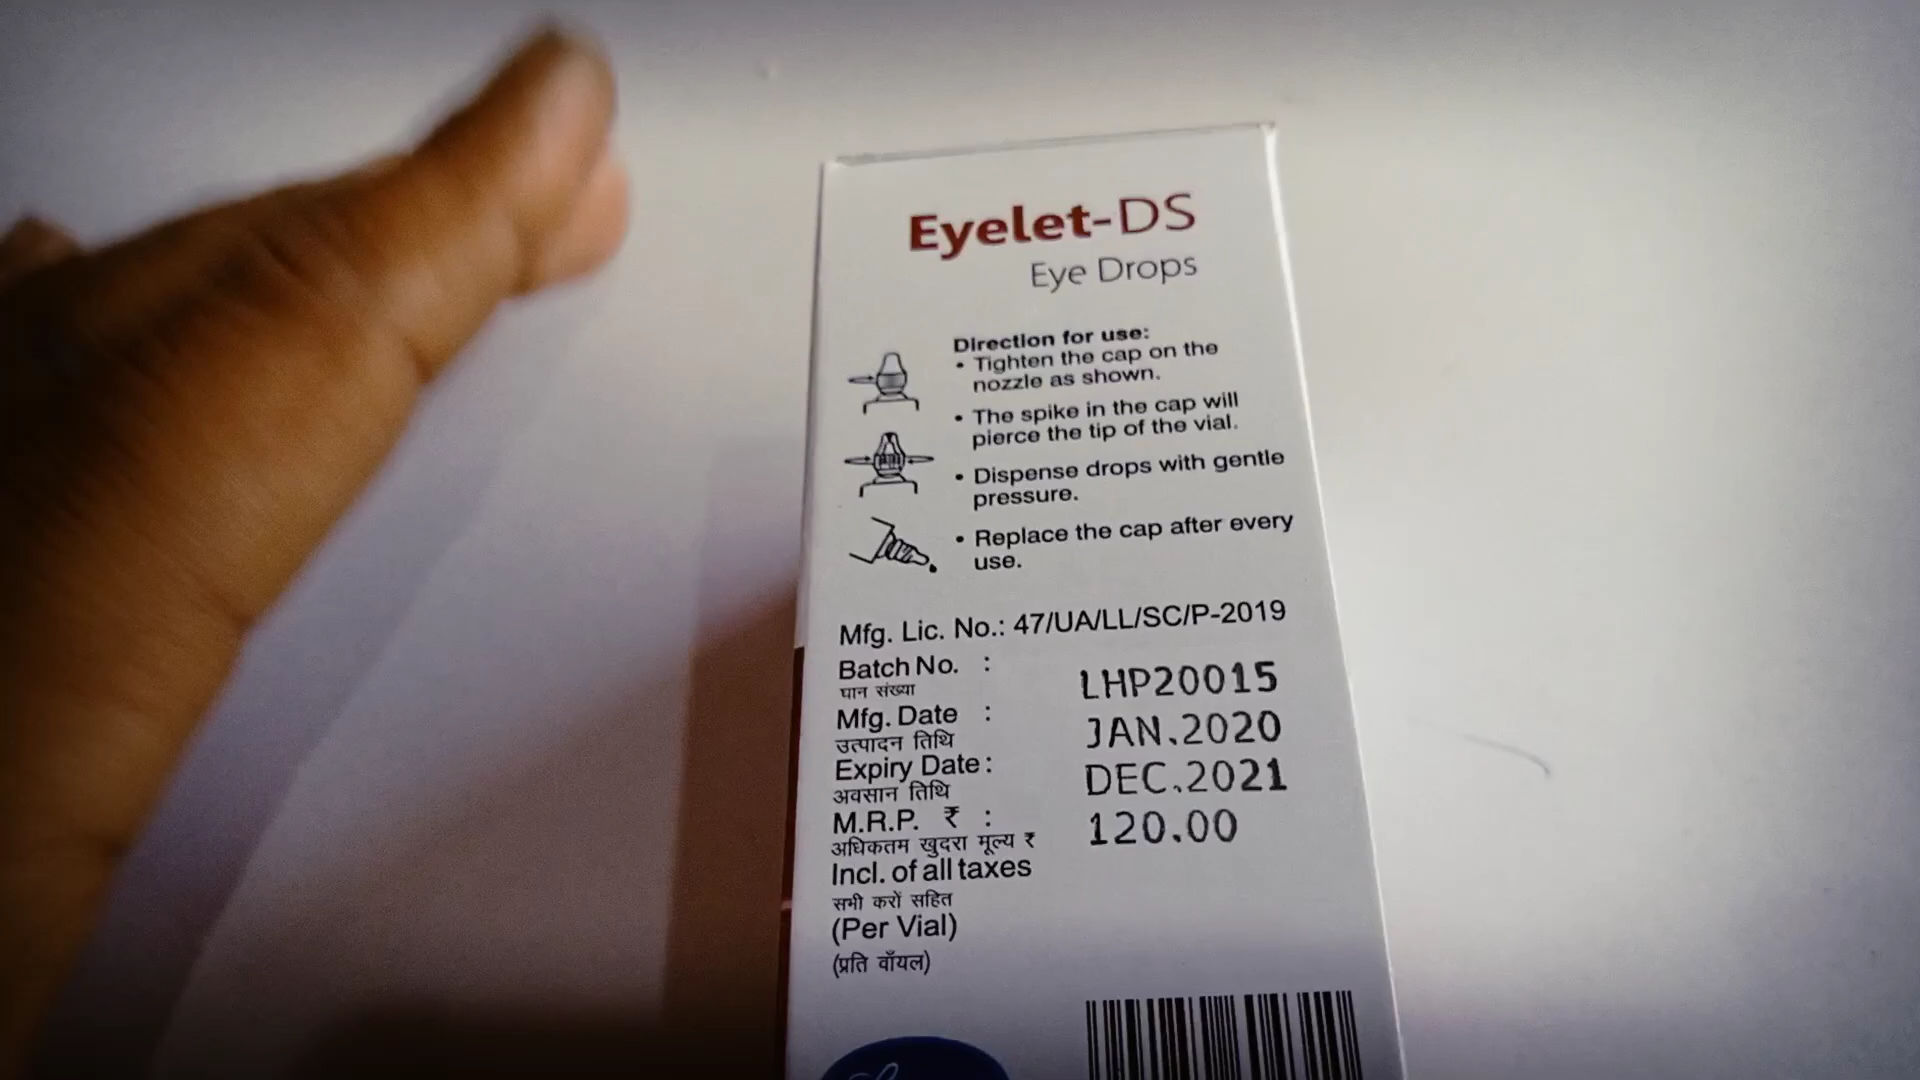 Eyelet-DS
Eye Drops
Direction for use:
• Tighten the cap on the
nozzle as shown.
• The spike in the cap will
pierce the tip of the vial.
• Dispense drops with gentle
pressure.
• Replace the cap after every
use.
Mfg. Lic. No.: 47/UA/LL/SC/P-2019
Batch No. : LHP20015
घान संख्या
Mfg. Date : JAN.2020
उत्पादन तिथि
Expiry Date : DEC.2021
अवसान तिथि
M.R.P. ₹ : 120.00
अधिकतम खुदरा मूल्य ₹
Incl. of all taxes
सभी करों सहित
(Per Vial)
(प्रति वॉयल)